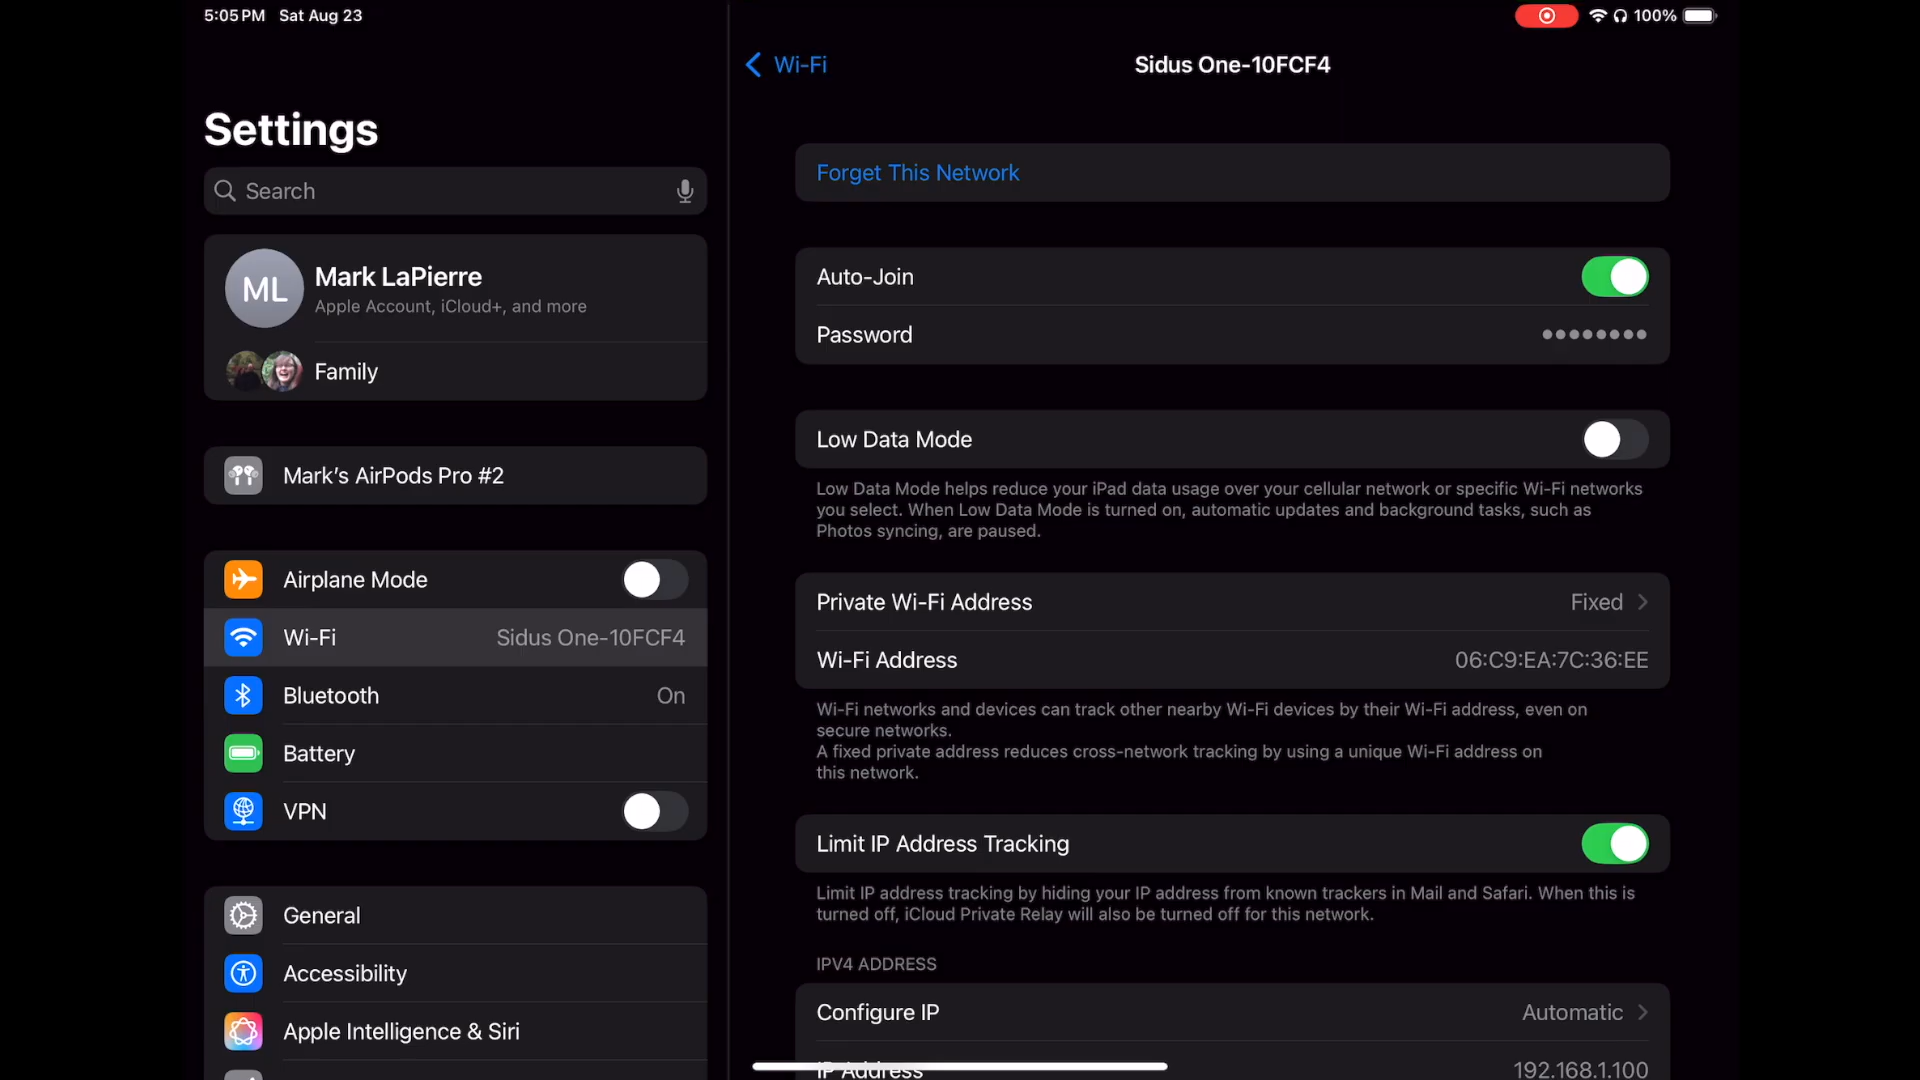 5:05 PM Sat Aug 23
100%
Settings
Search
ML
Mark LaPierre
Apple Account, iCloud+, and more
Family
Mark's AirPods Pro #2
Airplane Mode
Wi-Fi Sidus One-10FCF4
Bluetooth On
Battery
VPN
General
Accessibility
Apple Intelligence & Siri
Wi-Fi
Sidus One-10FCF4
Forget This Network
Auto-Join
Password ••••••••
Low Data Mode
Low Data Mode helps reduce your iPad data usage over your cellular network or specific Wi-Fi networks
you select. When Low Data Mode is turned on, automatic updates and background tasks, such as
Photos syncing, are paused.
Private Wi-Fi Address Fixed
Wi-Fi Address 06:C9:EA:7C:36:EE
Wi-Fi networks and devices can track other nearby Wi-Fi devices by their Wi-Fi address, even on
secure networks.
A fixed private address reduces cross-network tracking by using a unique Wi-Fi address on
this network.
Limit IP Address Tracking
Limit IP address tracking by hiding your IP address from known trackers in Mail and Safari. When this is
turned off, iCloud Private Relay will also be turned off for this network.
IPV4 ADDRESS
Configure IP Automatic
IP Address 192.168.1.100